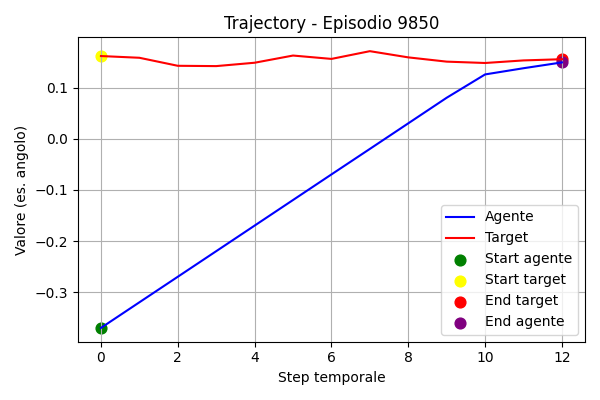 Trajectory - Episodio 9850
Valore (es. angolo)
0.1
0.0
−0.1
−0.2
−0.3
0 2 4 6 8 10 12
Step temporale
Agente
Target
Start agente
Start target
End target
End agente